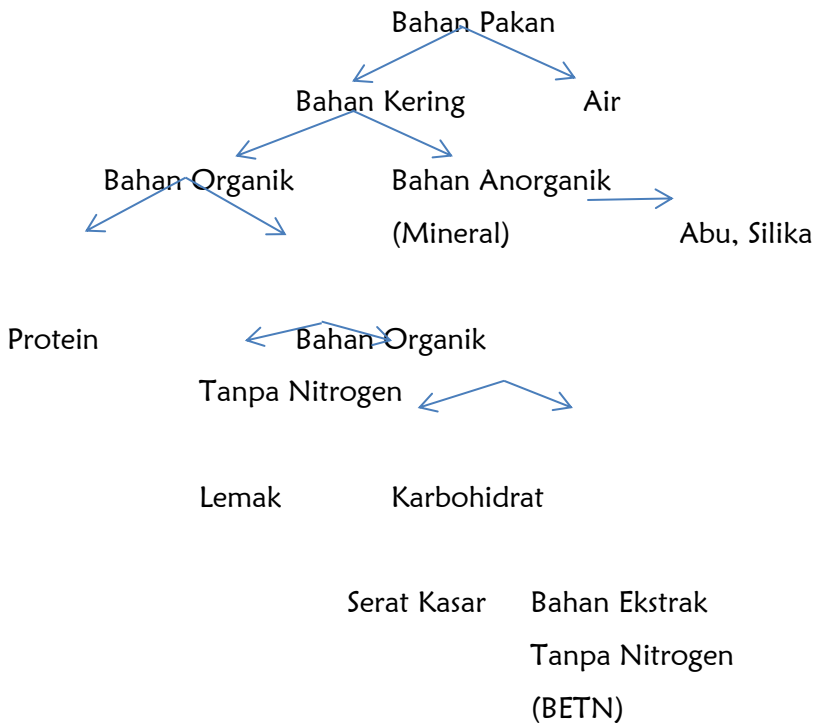 Bahan Pakan
Bahan Kering Air
Bahan Organik Bahan Anorganik
(Mineral) Abu, Silika
Protein Bahan Organik
Tanpa Nitrogen
Lemak Karbohidrat
Serat Kasar Bahan Ekstrak
Tanpa Nitrogen
(BETN)